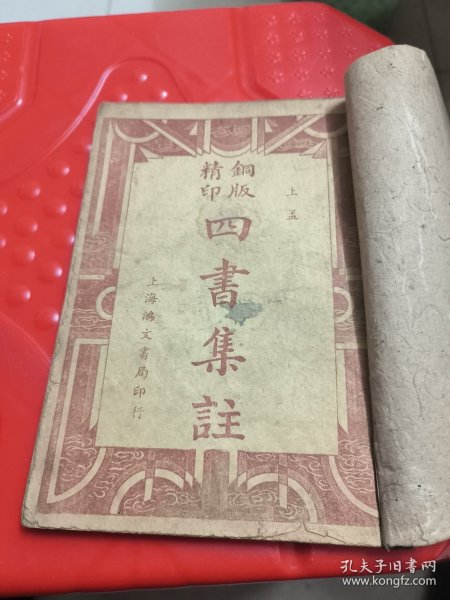 上孟
銅版
精印
四書集註
上海鴻文書局印行
孔夫子旧书网
www.kongfz.com